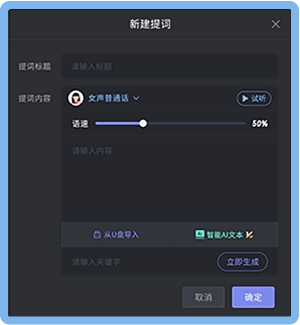 新建提词
提词标题 请输入标题
提词内容 女声普通话 试听
语速 50%
请输入内容
从U盘导入 AI 智能AI文本
请输入关键字 立即生成
取消 确定